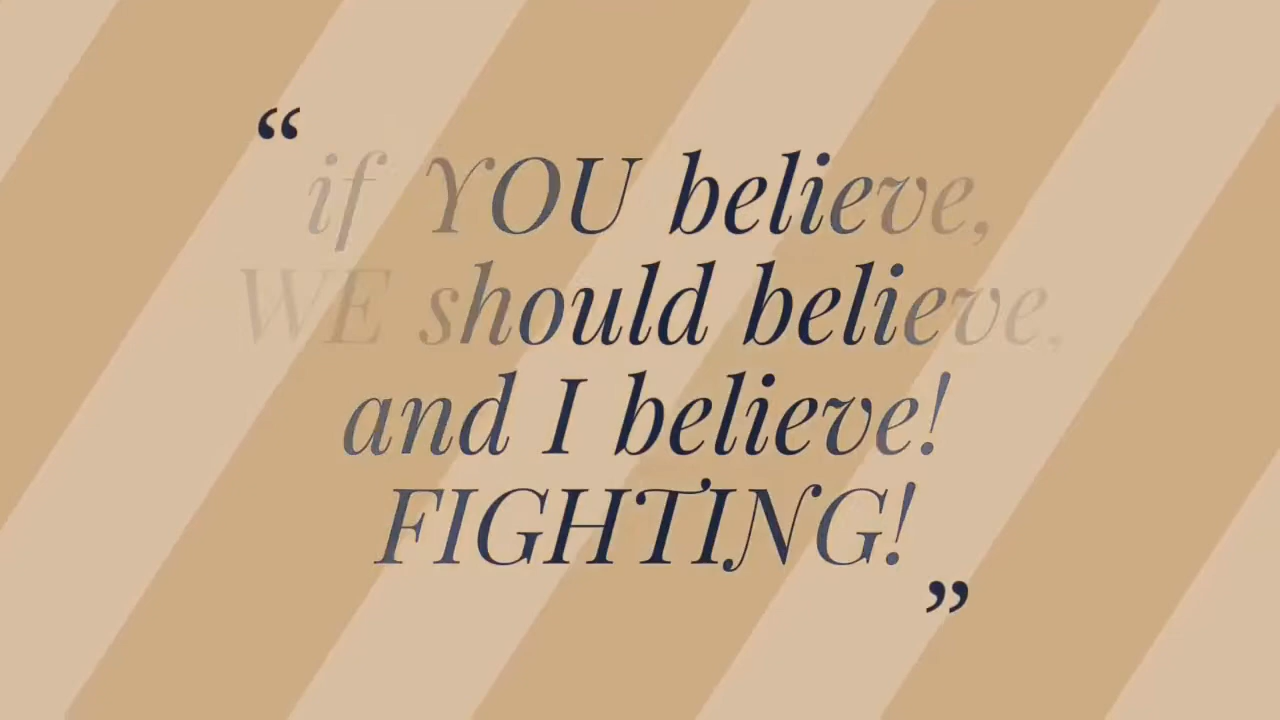 “if YOU believe,
WE should believe,
and I believe!
FIGHTING!”